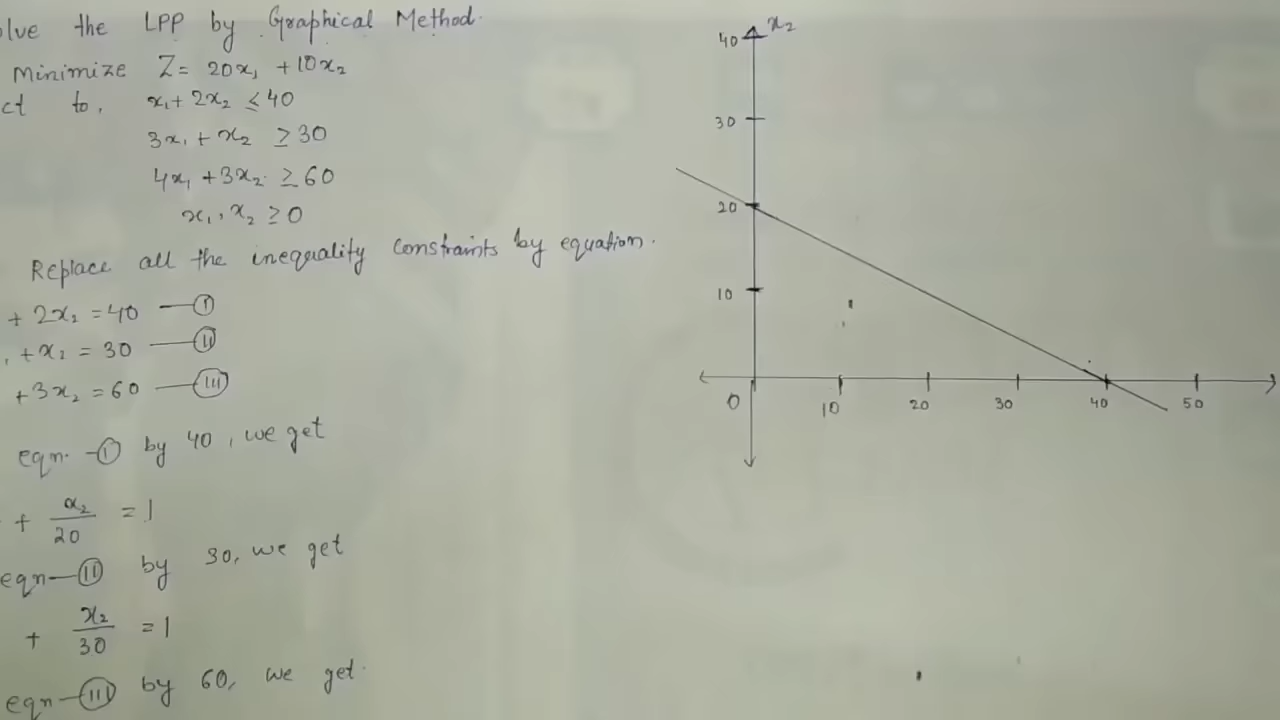 olve the LPP by Graphical Method.
Minimize Z = 20x₁ + 10x₂
ct to, x₁ + 2x₂ ≤ 40
3x₁ + x₂ ≥ 30
4x₁ + 3x₂ ≥ 60
x₁, x₂ ≥ 0
Replace all the inequality constraints by equation.
+ 2x₂ = 40 — Ⓘ
, + x₂ = 30 — Ⓘⓘ
+ 3x₂ = 60 — (III)
eqn. - Ⓘ by 40, we get
+ x₂/20 = 1
eqn — (II) by 30, we get
+ x₂/30 = 1
eqn — (III) by 60, we get.
x₂
40
30
20
10
0 10 20 30 40 50